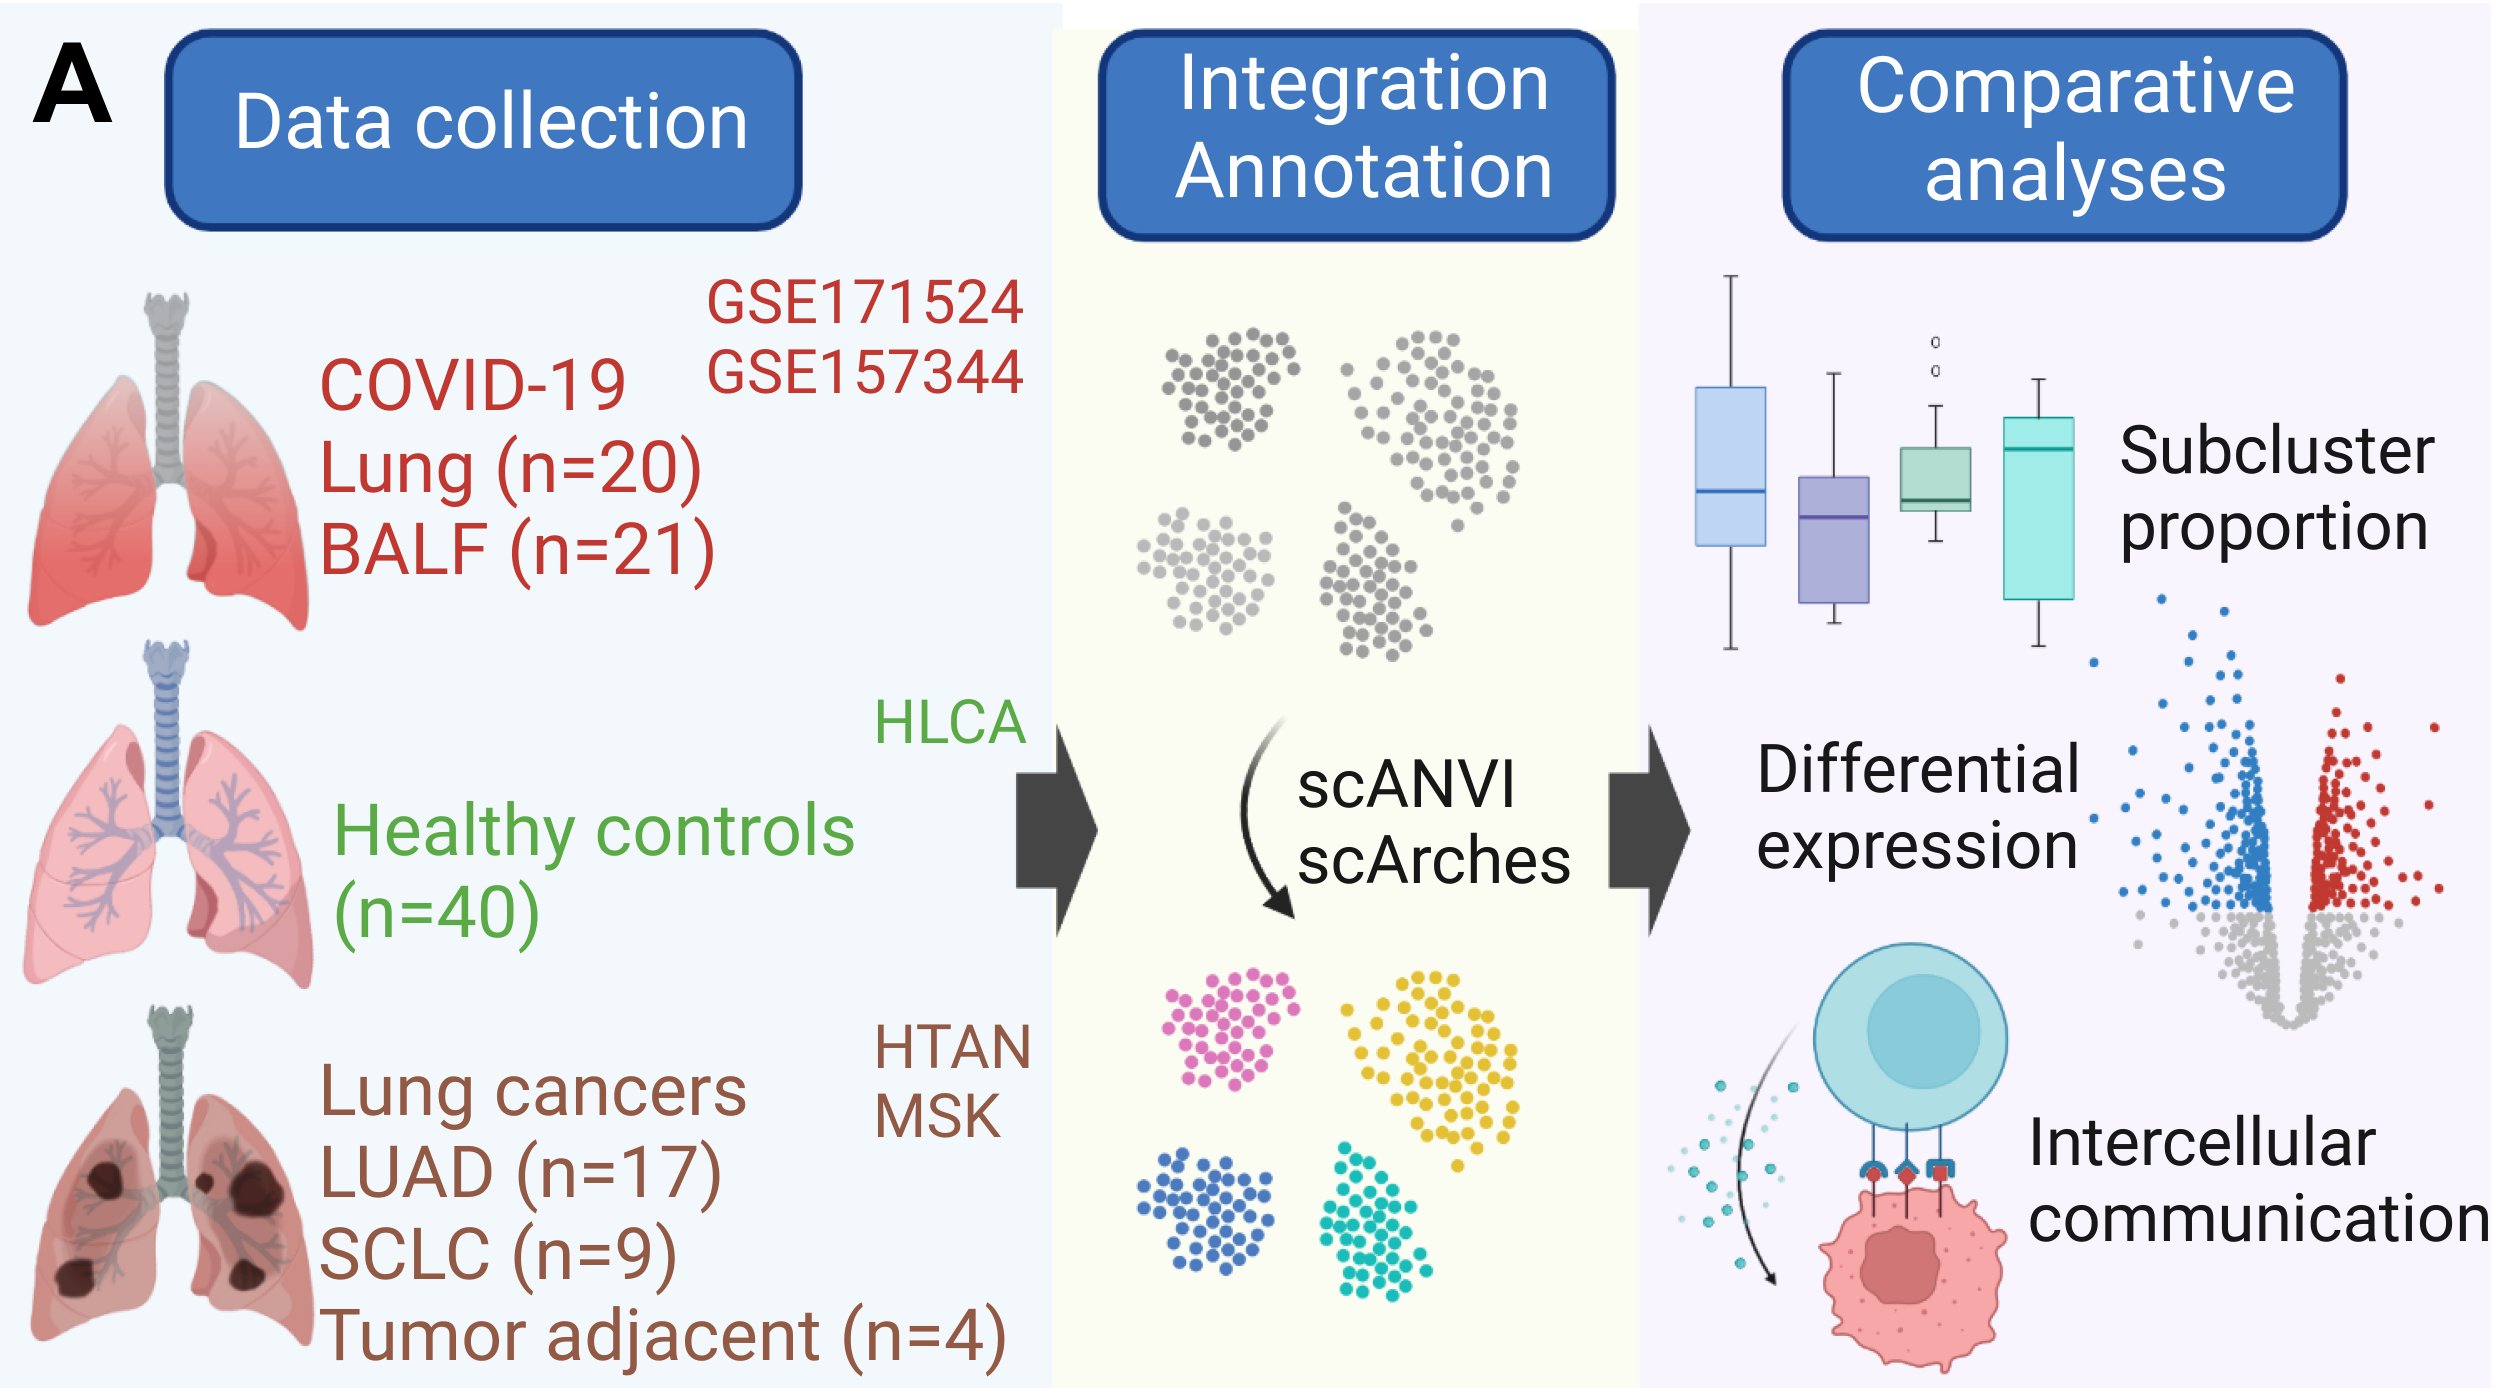 A
Data collection
GSE171524
GSE157344
COVID-19
Lung (n=20)
BALF (n=21)
HLCA
Healthy controls
(n=40)
HTAN
MSK
Lung cancers
LUAD (n=17)
SCLC (n=9)
Tumor adjacent (n=4)
Integration
Annotation
scANVI
scArches
Comparative
analyses
Subcluster
proportion
Differential
expression
Intercellular
communication